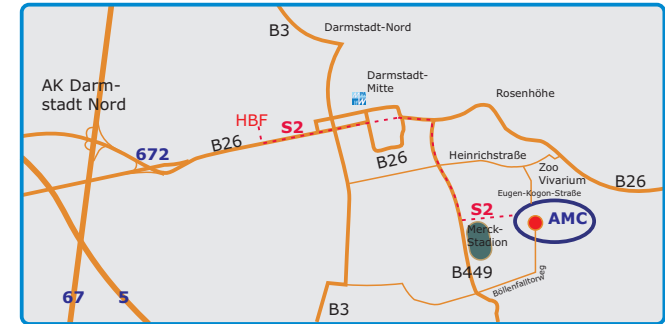 B3
Darmstadt-Nord
AK Darm-
stadt Nord
Darmstadt-
Mitte
Rosenhöhe
HBF
S2
672
B26
B26
Heinrichstraße
Zoo
Vivarium
B26
Eugen-Kogon-Straße
S2
AMC
Merck-
Stadion
B449
Böllenfalltorweg
67
5
B3